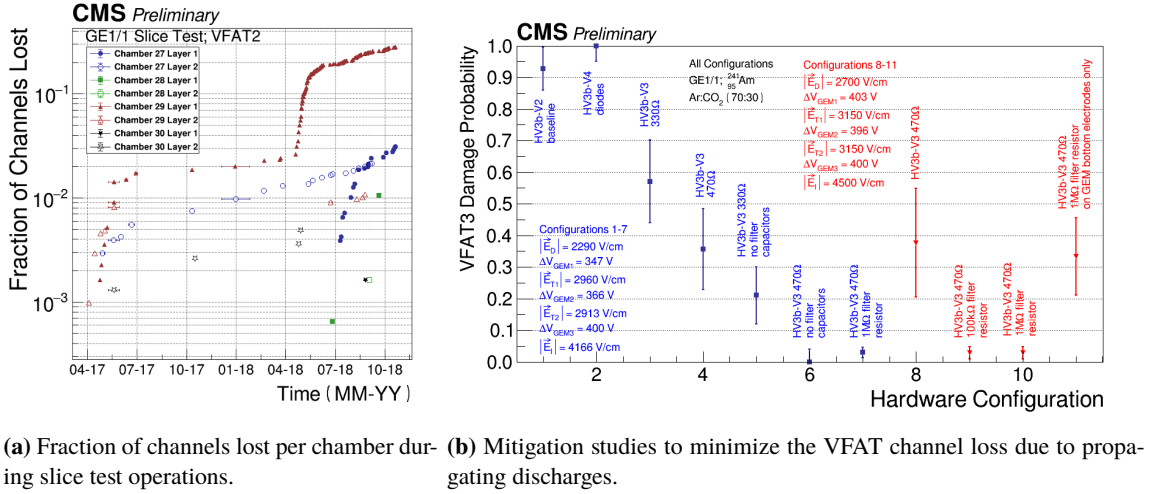 CMS Preliminary
GE1/1 Slice Test; VFAT2
Chamber 27 Layer 1
Chamber 27 Layer 2
Chamber 28 Layer 1
Chamber 28 Layer 2
Chamber 29 Layer 1
Chamber 29 Layer 2
Chamber 30 Layer 1
Chamber 30 Layer 2
Fraction of Channels Lost
10⁻¹
10⁻²
10⁻³
04-17 07-17 10-17 01-18 04-18 07-18 10-18
Time (MM-YY)
CMS Preliminary
VFAT3 Damage Probability
1.0
0.9
0.8
0.7
0.6
0.5
0.4
0.3
0.2
0.1
0.0
HV3b-V2
baseline
HV3b-V4
diodes
HV3b-V3
330Ω
HV3b-V3
470Ω
HV3b-V3 330Ω
no filter
capacitors
HV3b-V3 470Ω
no filter
capacitors
HV3b-V3 470Ω
1MΩ filter
resistor
HV3b-V3 470Ω
HV3b-V3 470Ω
100kΩ filter
resistor
HV3b-V3 470Ω
1MΩ filter
resistor
HV3b-V3 470Ω
1MΩ filter resistor
on GEM bottom electrodes only
All Configurations
GE1/1; ²⁴¹₉₅Am
Ar:CO₂ (70:30)
Configurations 8-11
|E⃗_D| = 2700 V/cm
ΔV_GEM1 = 403 V
|E⃗_T1| = 3150 V/cm
ΔV_GEM2 = 396 V
|E⃗_T2| = 3150 V/cm
ΔV_GEM3 = 400 V
|E⃗_I| = 4500 V/cm
Configurations 1-7
|E⃗_D| = 2290 V/cm
ΔV_GEM1 = 347 V
|E⃗_T1| = 2960 V/cm
ΔV_GEM2 = 366 V
|E⃗_T2| = 2913 V/cm
ΔV_GEM3 = 400 V
|E⃗_I| = 4166 V/cm
2 4 6 8 10
Hardware Configuration
(a) Fraction of channels lost per chamber dur-
ing slice test operations.
(b) Mitigation studies to minimize the VFAT channel loss due to propa-
gating discharges.